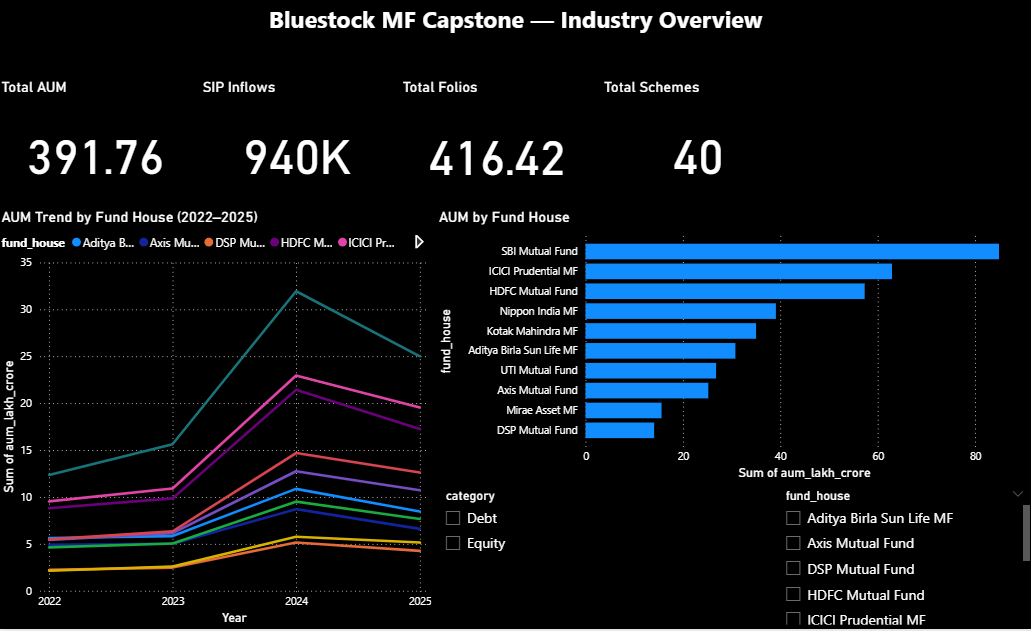 Bluestock MF Capstone — Industry Overview
Total AUM
SIP Inflows
Total Folios
Total Schemes
391.76
940K
416.42
40
AUM Trend by Fund House (2022–2025)
fund_house Aditya B... Axis Mu... DSP Mu... HDFC M... ICICI Pr...
35
30
25
20
15
10
5
0
Sum of aum_lakh_crore
2022 2023 2024 2025
Year
AUM by Fund House
fund_house
SBI Mutual Fund
ICICI Prudential MF
HDFC Mutual Fund
Nippon India MF
Kotak Mahindra MF
Aditya Birla Sun Life MF
UTI Mutual Fund
Axis Mutual Fund
Mirae Asset MF
DSP Mutual Fund
0 20 40 60 80
Sum of aum_lakh_crore
category
Debt
Equity
fund_house
Aditya Birla Sun Life MF
Axis Mutual Fund
DSP Mutual Fund
HDFC Mutual Fund
ICICI Prudential MF